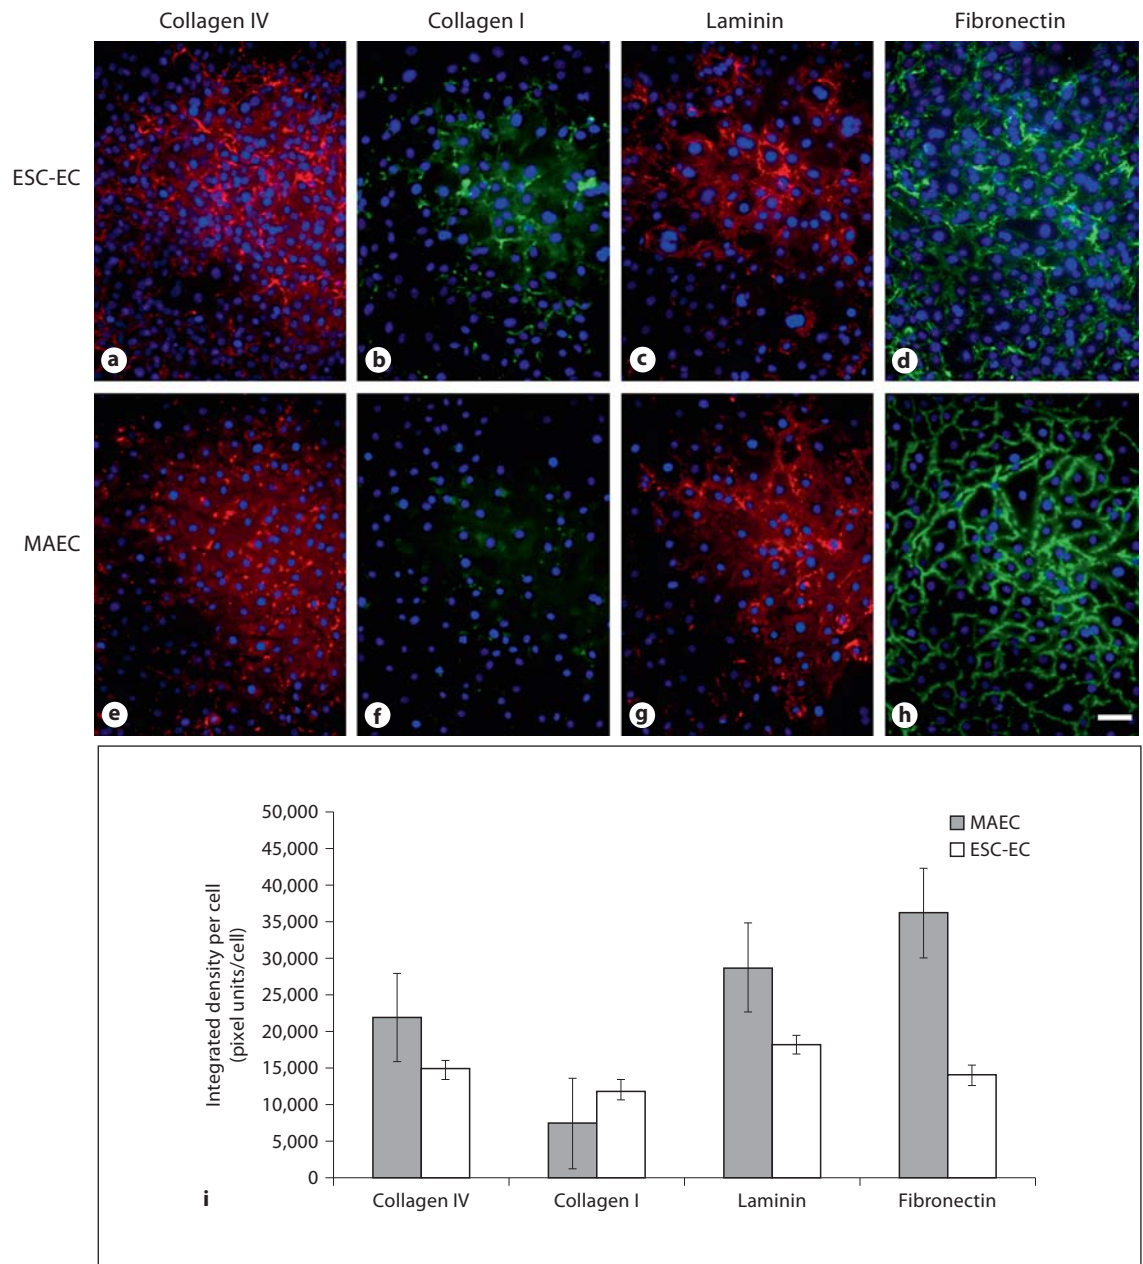 Collagen IV Collagen I Laminin Fibronectin
ESC-EC
a b c d
MAEC
e f g h
50,000
45,000
40,000
35,000
30,000
25,000
20,000
15,000
10,000
5,000
0
Integrated density per cell
(pixel units/cell)
MAEC
ESC-EC
Collagen IV Collagen I Laminin Fibronectin
i